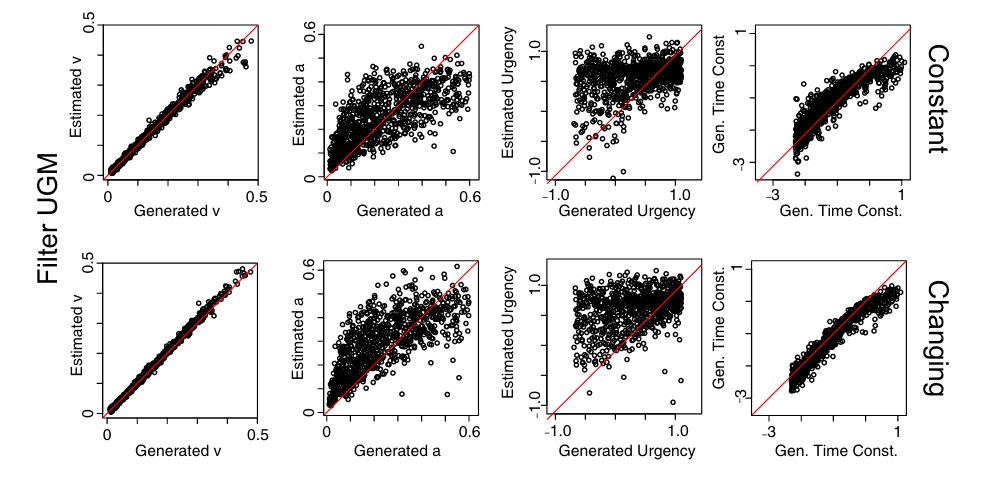 Filter UGM
Constant
0.5
0
Estimated v
0
0.5
Generated v
0.6
0
Estimated a
0
0.6
Generated a
1.0
-1.0
Estimated Urgency
-1.0
1.0
Generated Urgency
1
-3
Gen. Time Const
-3
1
Gen. Time Const.
Changing
0.5
0
Estimated v
0
0.5
Generated v
0.6
0
Estimated a
0
0.6
Generated a
1.0
-1.0
Estimated Urgency
-1.0
1.0
Generated Urgency
1
-3
Gen. Time Const.
-3
1
Gen. Time Const.